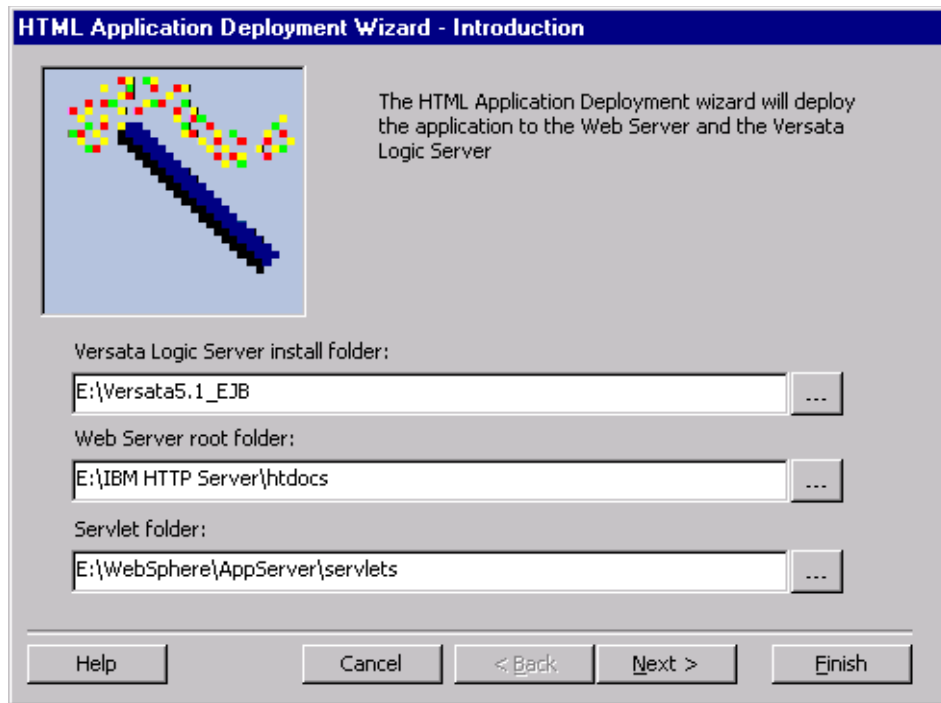 HTML Application Deployment Wizard - Introduction
The HTML Application Deployment wizard will deploy
the application to the Web Server and the Versata
Logic Server
Versata Logic Server install folder:
E:\Versata5.1_EJB
...
Web Server root folder:
E:\IBM HTTP Server\htdocs
...
Servlet folder:
E:\WebSphere\AppServer\servlets
...
Help Cancel < Back Next > Finish